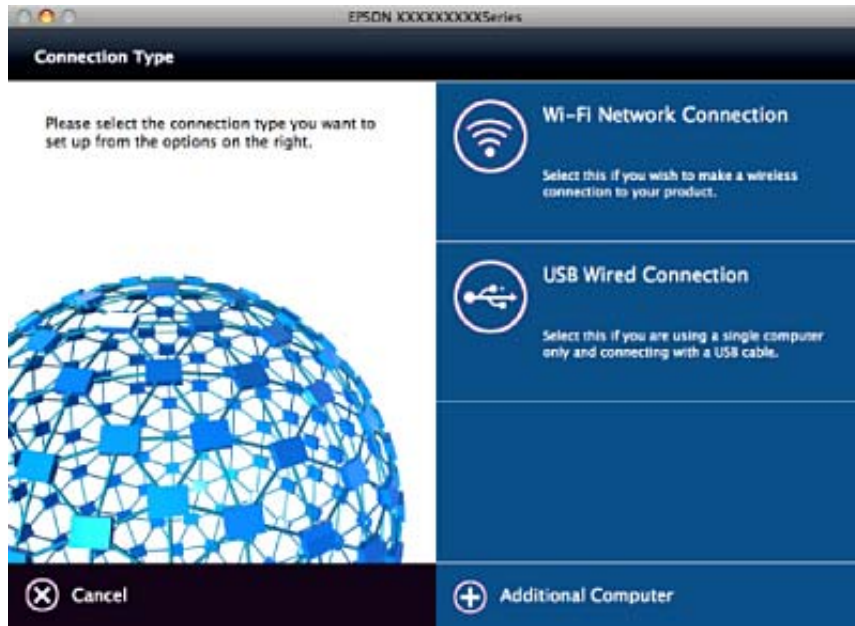 EPSON XXXXXXXXXSeries
Connection Type
Please select the connection type you want to
set up from the options on the right.
Wi-Fi Network Connection
Select this if you wish to make a wireless
connection to your product.
USB Wired Connection
Select this if you are using a single computer
only and connecting with a USB cable.
Cancel
Additional Computer